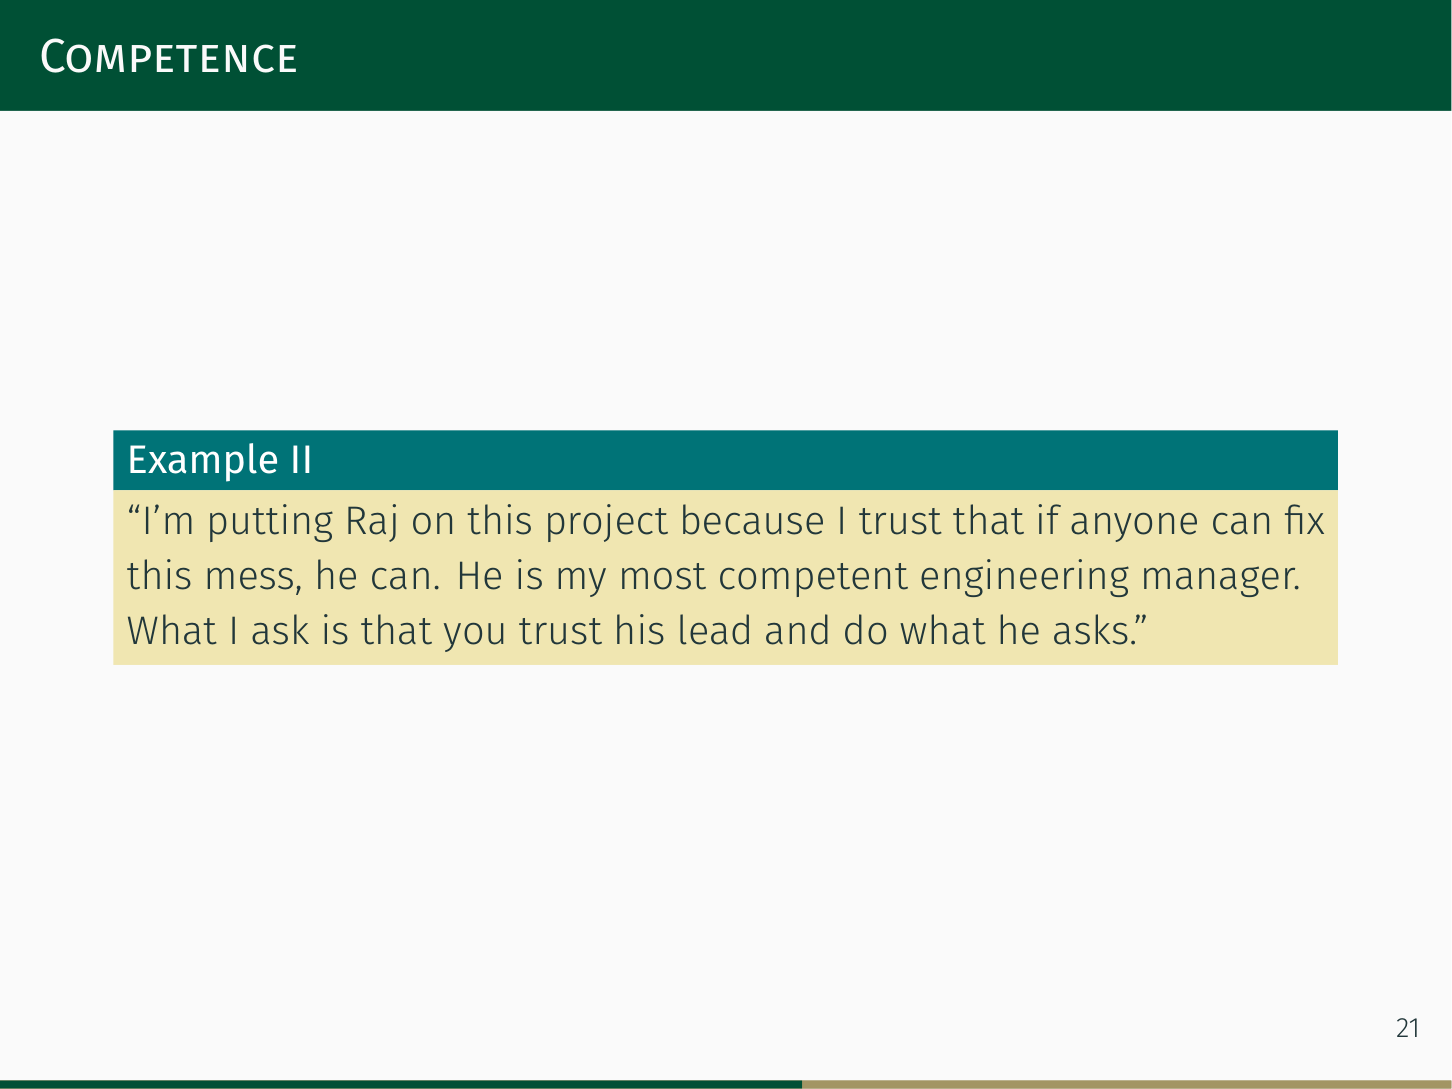 Competence
Example II
“I’m putting Raj on this project because I trust that if anyone can fix
this mess, he can. He is my most competent engineering manager.
What I ask is that you trust his lead and do what he asks.”
21